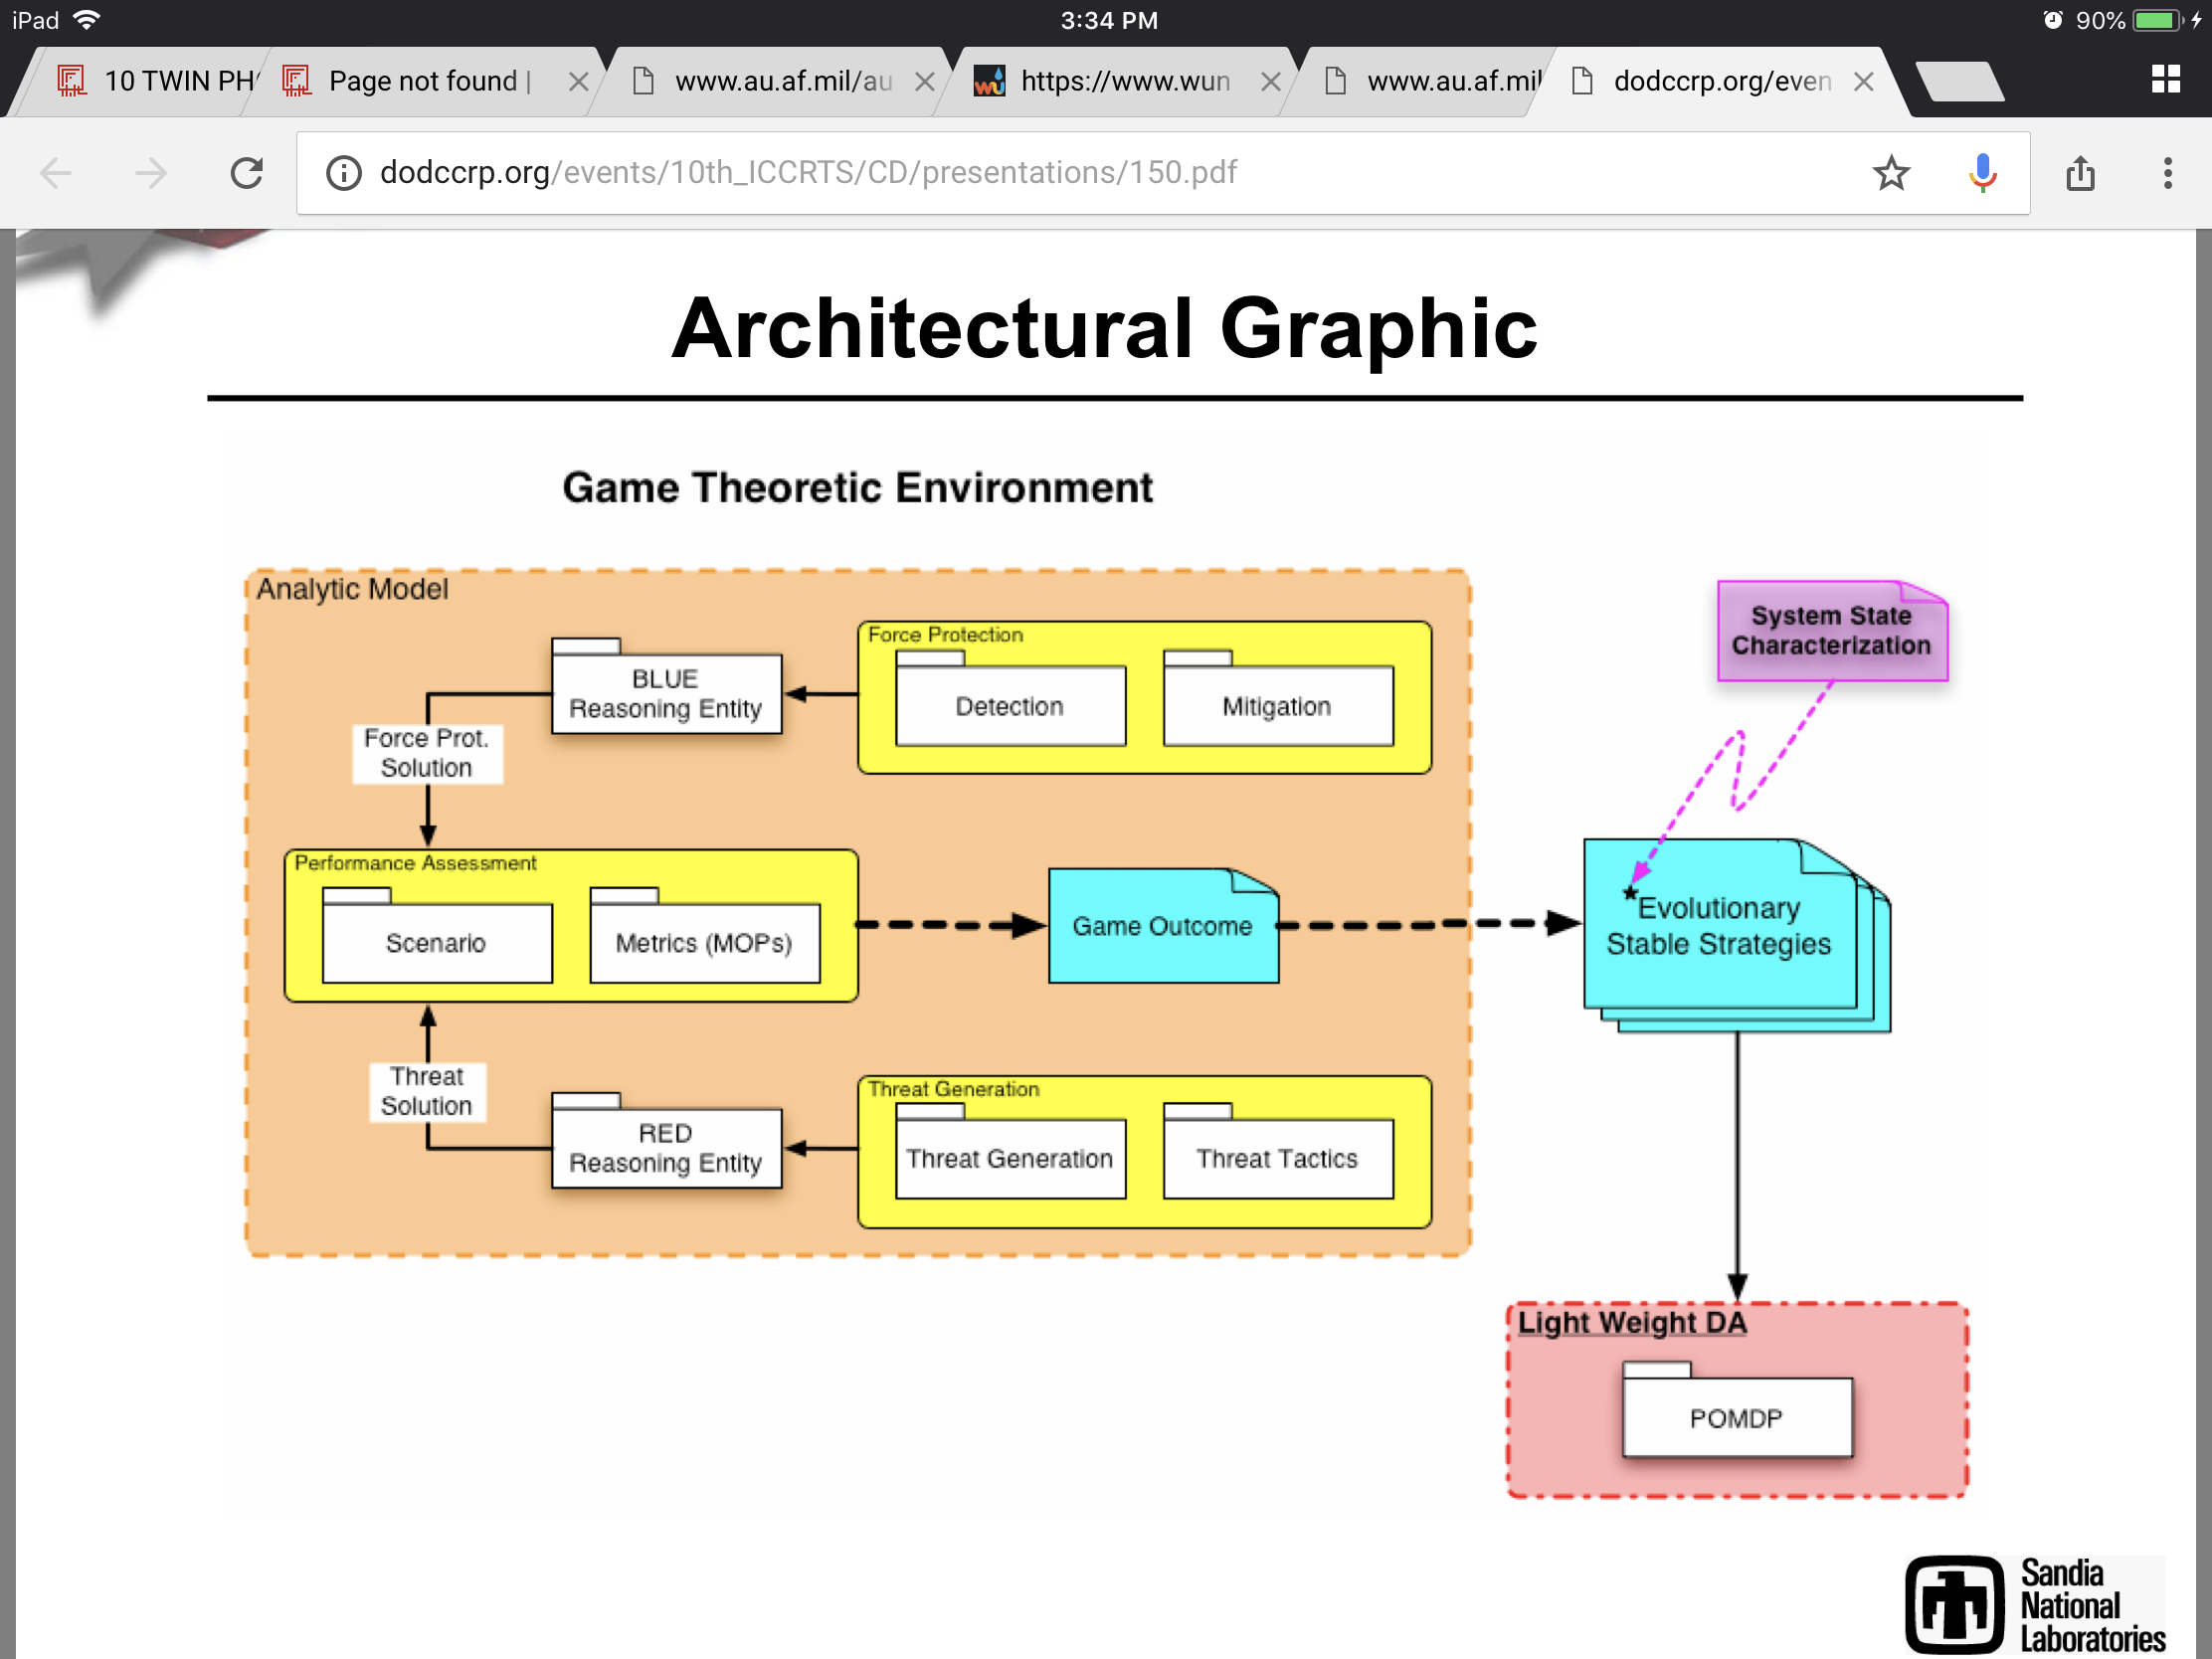 iPad
3:34 PM
90%
10 TWIN PH
Page not found |
www.au.af.mil/au
https://www.wun
www.au.af.mil
dodccrp.org/even
dodccrp.org/events/10th_ICCRTS/CD/presentations/150.pdf
Architectural Graphic
Game Theoretic Environment
Analytic Model
BLUE
Reasoning Entity
Force Protection
Detection
Mitigation
System State
Characterization
Force Prot.
Solution
Performance Assessment
Scenario
Metrics (MOPs)
Game Outcome
Evolutionary
Stable Strategies
Threat
Solution
RED
Reasoning Entity
Threat Generation
Threat Generation
Threat Tactics
Light Weight DA
POMDP
Sandia
National
Laboratories